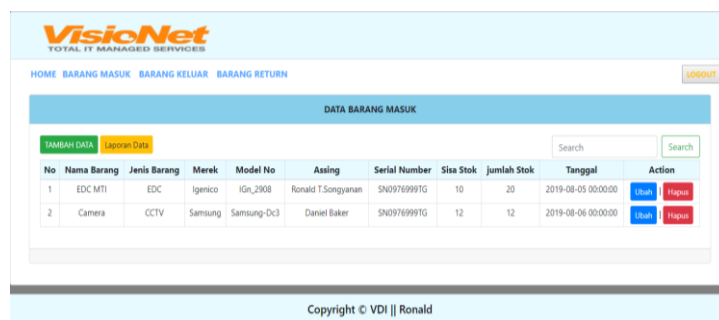 VisioNet
TOTAL IT MANAGED SERVICES
HOME BARANG MASUK BARANG KELUAR BARANG RETURN LOGOUT
DATA BARANG MASUK
TAMBAH DATA Laporan Data Search Search
No Nama Barang Jenis Barang Merek Model No Assing Serial Number Sisa Stok jumlah Stok Tanggal Action
1 EDC MTI EDC Igenico IGn_2908 Ronald T.Songyanan SN0976999TG 10 20 2019-08-05 00:00:00 Ubah | Hapus
2 Camera CCTV Samsung Samsung-Dc3 Daniel Baker SN0976999TG 12 12 2019-08-06 00:00:00 Ubah | Hapus
Copyright © VDI || Ronald